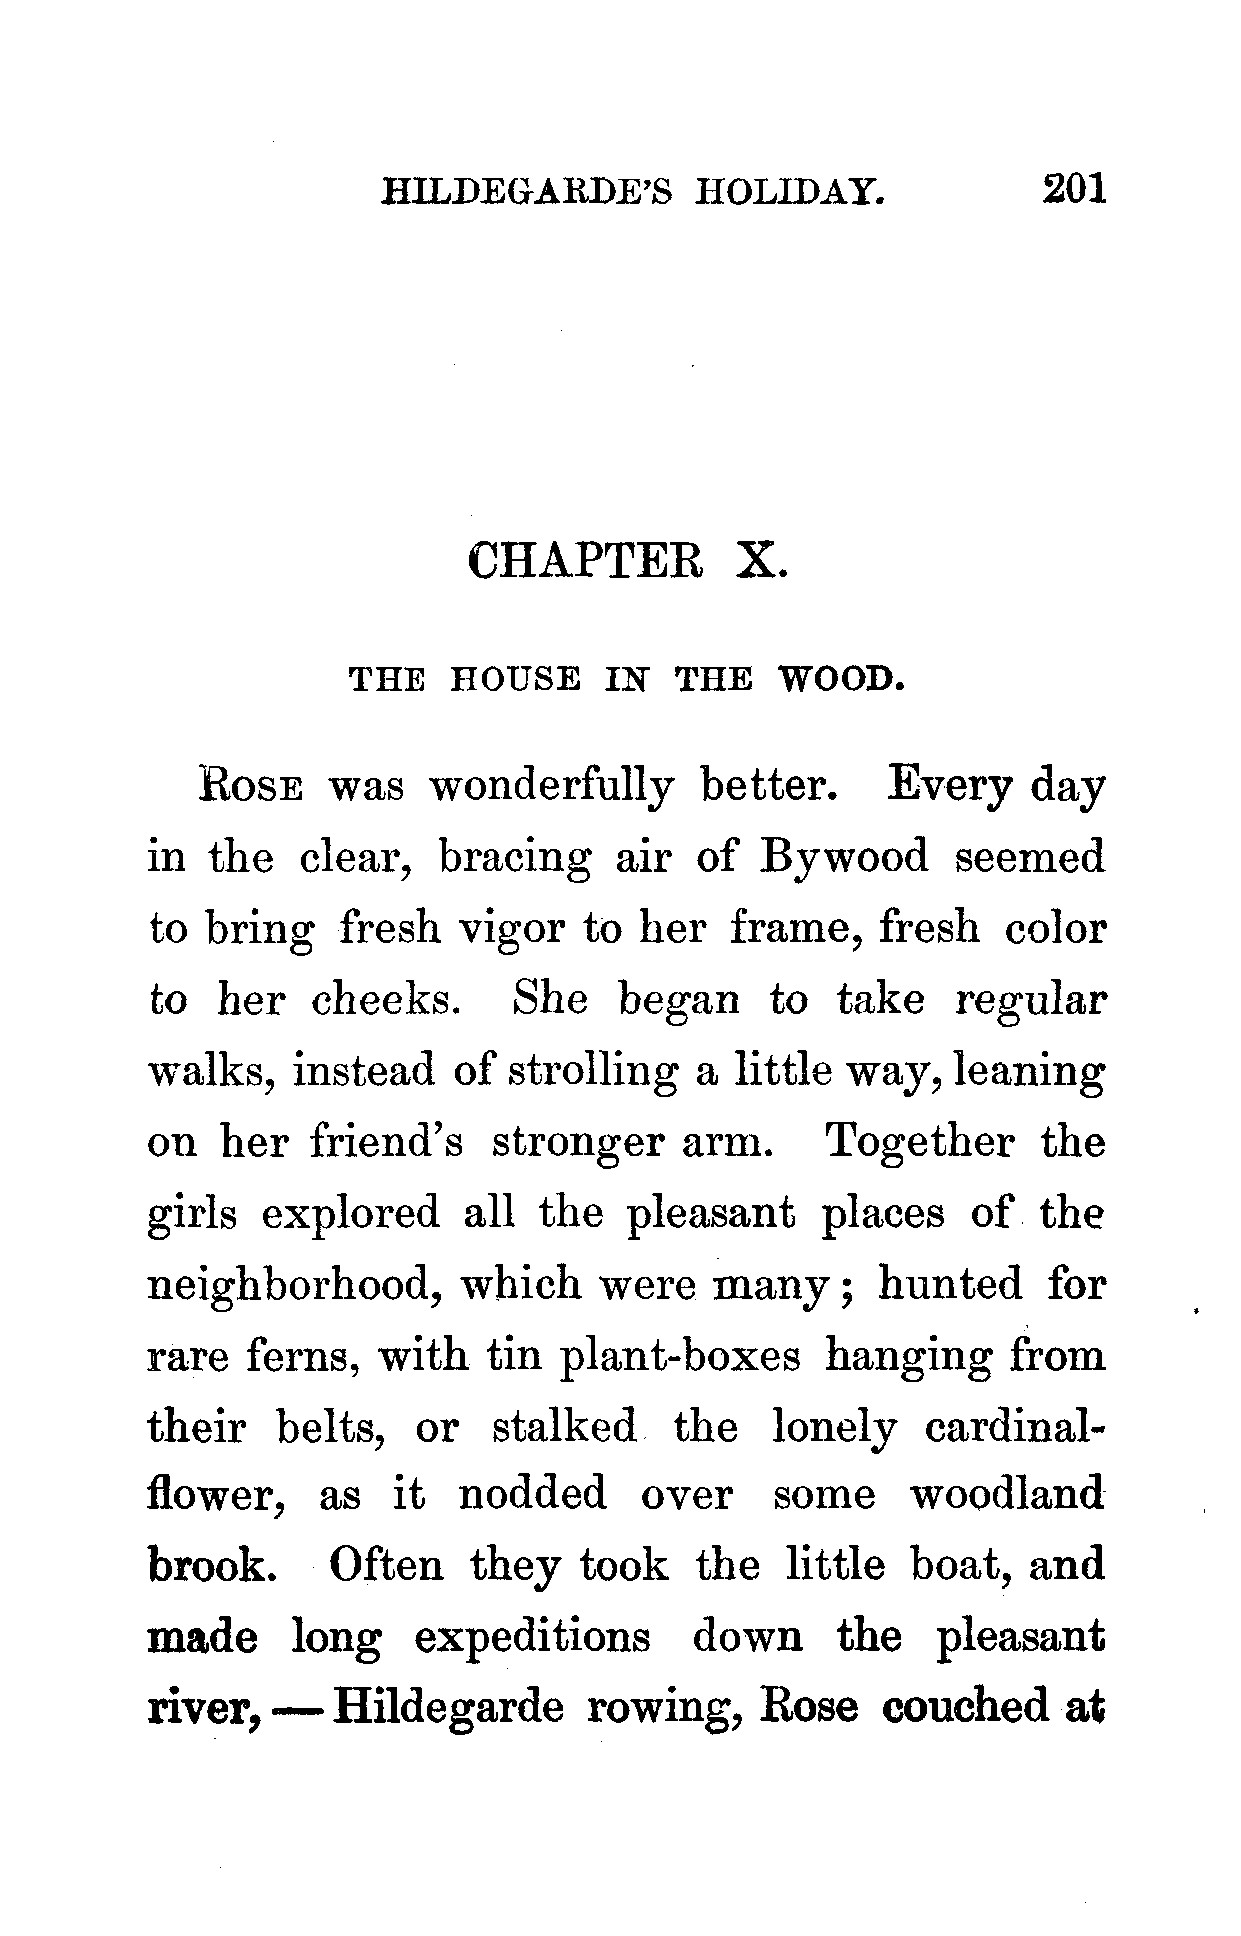 HILDEGARDE'S HOLIDAY. 201
CHAPTER X.
THE HOUSE IN THE WOOD.
ROSE was wonderfully better. Every day
in the clear, bracing air of Bywood seemed
to bring fresh vigor to her frame, fresh color
to her cheeks. She began to take regular
walks, instead of strolling a little way, leaning
on her friend's stronger arm. Together the
girls explored all the pleasant places of the
neighborhood, which were many; hunted for
rare ferns, with tin plant-boxes hanging from
their belts, or stalked the lonely cardinal-
flower, as it nodded over some woodland
brook. Often they took the little boat, and
made long expeditions down the pleasant
river, — Hildegarde rowing, Rose couched at